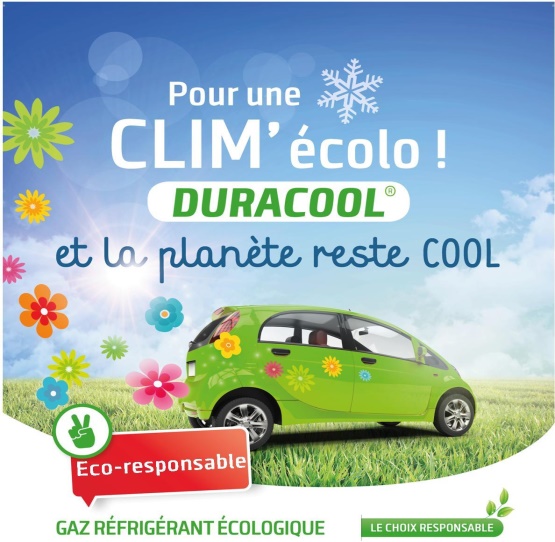 Pour une
CLIM' écolo !
DURACOOL®
et la planète reste COOL
Eco-responsable
GAZ RÉFRIGÉRANT ÉCOLOGIQUE
LE CHOIX RESPONSABLE